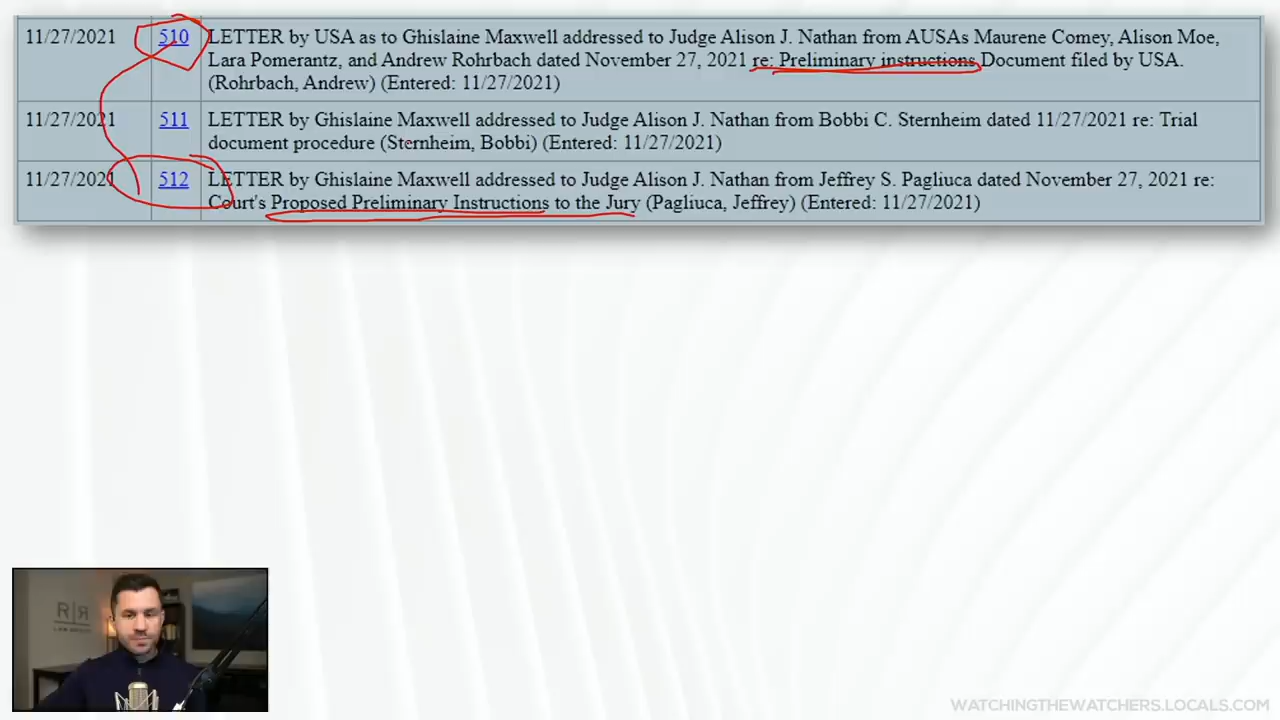 11/27/2021 510 LETTER by USA as to Ghislaine Maxwell addressed to Judge Alison J. Nathan from AUSAs Maurene Comey, Alison Moe,
Lara Pomerantz, and Andrew Rohrbach dated November 27, 2021 re: Preliminary instructions Document filed by USA.
(Rohrbach, Andrew) (Entered: 11/27/2021)
11/27/2021 511 LETTER by Ghislaine Maxwell addressed to Judge Alison J. Nathan from Bobbi C. Sternheim dated 11/27/2021 re: Trial
document procedure (Sternheim, Bobbi) (Entered: 11/27/2021)
11/27/2021 512 LETTER by Ghislaine Maxwell addressed to Judge Alison J. Nathan from Jeffrey S. Pagliuca dated November 27, 2021 re:
Court's Proposed Preliminary Instructions to the Jury (Pagliuca, Jeffrey) (Entered: 11/27/2021)
R|R
WATCHINGTHEWATCHERS.LOCALS.COM